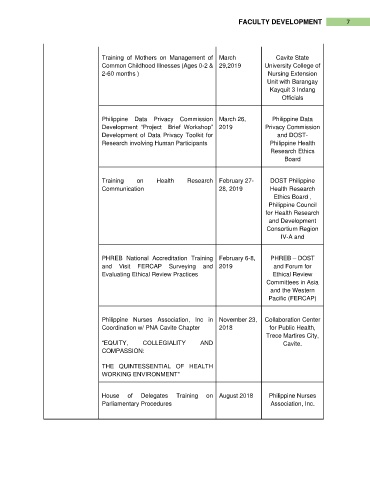 FACULTY DEVELOPMENT 7
Training of Mothers on Management of
Common Childhood Illnesses (Ages 0-2 &
2-60 months )
March
29,2019
Cavite State
University College of
Nursing Extension
Unit with Barangay
Kayquit 3 Indang
Officials
Philippine Data Privacy Commission
Development "Project Brief Workshop"
Development of Data Privacy Toolkit for
Research involving Human Participants
March 26,
2019
Philippine Data
Privacy Commission
and DOST-
Philippine Health
Research Ethics
Board
Training on Health Research
Communication
February 27-
28, 2019
DOST Philippine
Health Research
Ethics Board ,
Philippine Council
for Health Research
and Development
Consortium Region
IV-A and
PHREB National Accreditation Training
and Visit FERCAP Surveying and
Evaluating Ethical Review Practices
February 6-8,
2019
PHREB – DOST
and Forum for
Ethical Review
Committees in Asia
and the Western
Pacific (FERCAP)
Philippine Nurses Association, Inc in
Coordination w/ PNA Cavite Chapter
"EQUITY, COLLEGIALITY AND
COMPASSION:
THE QUINTESSENTIAL OF HEALTH
WORKING ENVIRONMENT"
November 23,
2018
Collaboration Center
for Public Health,
Trece Martires City,
Cavite.
House of Delegates Training on
Parliamentary Procedures
August 2018
Philippine Nurses
Association, Inc.